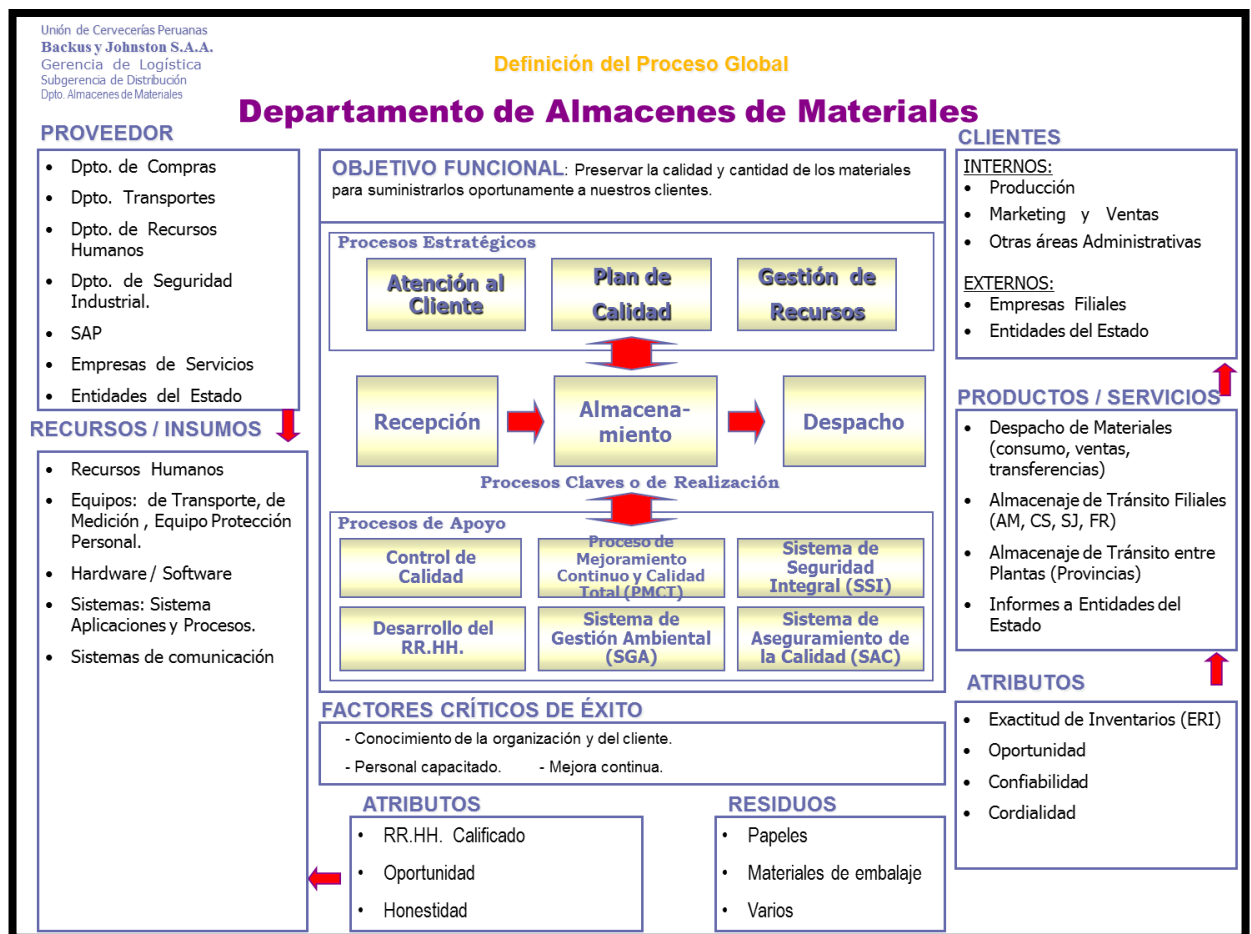 Unión de Cervecerías Peruanas
Backus y Johnston S.A.A.
Gerencia de Logística
Subgerencia de Distribución
Dpto. Almacenes de Materiales
Definición del Proceso Global
Departamento de Almacenes de Materiales
PROVEEDOR
• Dpto. de Compras
• Dpto. Transportes
• Dpto. de Recursos
Humanos
• Dpto. de Seguridad
Industrial.
• SAP
• Empresas de Servicios
• Entidades del Estado
RECURSOS / INSUMOS
• Recursos Humanos
• Equipos: de Transporte, de
Medición , Equipo Protección
Personal.
• Hardware / Software
• Sistemas: Sistema
Aplicaciones y Procesos.
• Sistemas de comunicación
OBJETIVO FUNCIONAL: Preservar la calidad y cantidad de los materiales
para suministrarlos oportunamente a nuestros clientes.
Procesos Estratégicos
Atención al
Cliente
Plan de
Calidad
Gestión de
Recursos
Recepción
Almacena-
miento
Despacho
Procesos Claves o de Realización
Procesos de Apoyo
Control de
Calidad
Proceso de
Mejoramiento
Continuo y Calidad
Total (PMCT)
Sistema de
Seguridad
Integral (SSI)
Desarrollo del
RR.HH.
Sistema de
Gestión Ambiental
(SGA)
Sistema de
Aseguramiento de
la Calidad (SAC)
FACTORES CRÍTICOS DE ÉXITO
- Conocimiento de la organización y del cliente.
- Personal capacitado. - Mejora continua.
ATRIBUTOS
• RR.HH. Calificado
• Oportunidad
• Honestidad
RESIDUOS
• Papeles
• Materiales de embalaje
• Varios
CLIENTES
INTERNOS:
• Producción
• Marketing y Ventas
• Otras áreas Administrativas
EXTERNOS:
• Empresas Filiales
• Entidades del Estado
PRODUCTOS / SERVICIOS
• Despacho de Materiales
(consumo, ventas,
transferencias)
• Almacenaje de Tránsito Filiales
(AM, CS, SJ, FR)
• Almacenaje de Tránsito entre
Plantas (Provincias)
• Informes a Entidades del
Estado
ATRIBUTOS
• Exactitud de Inventarios (ERI)
• Oportunidad
• Confiabilidad
• Cordialidad